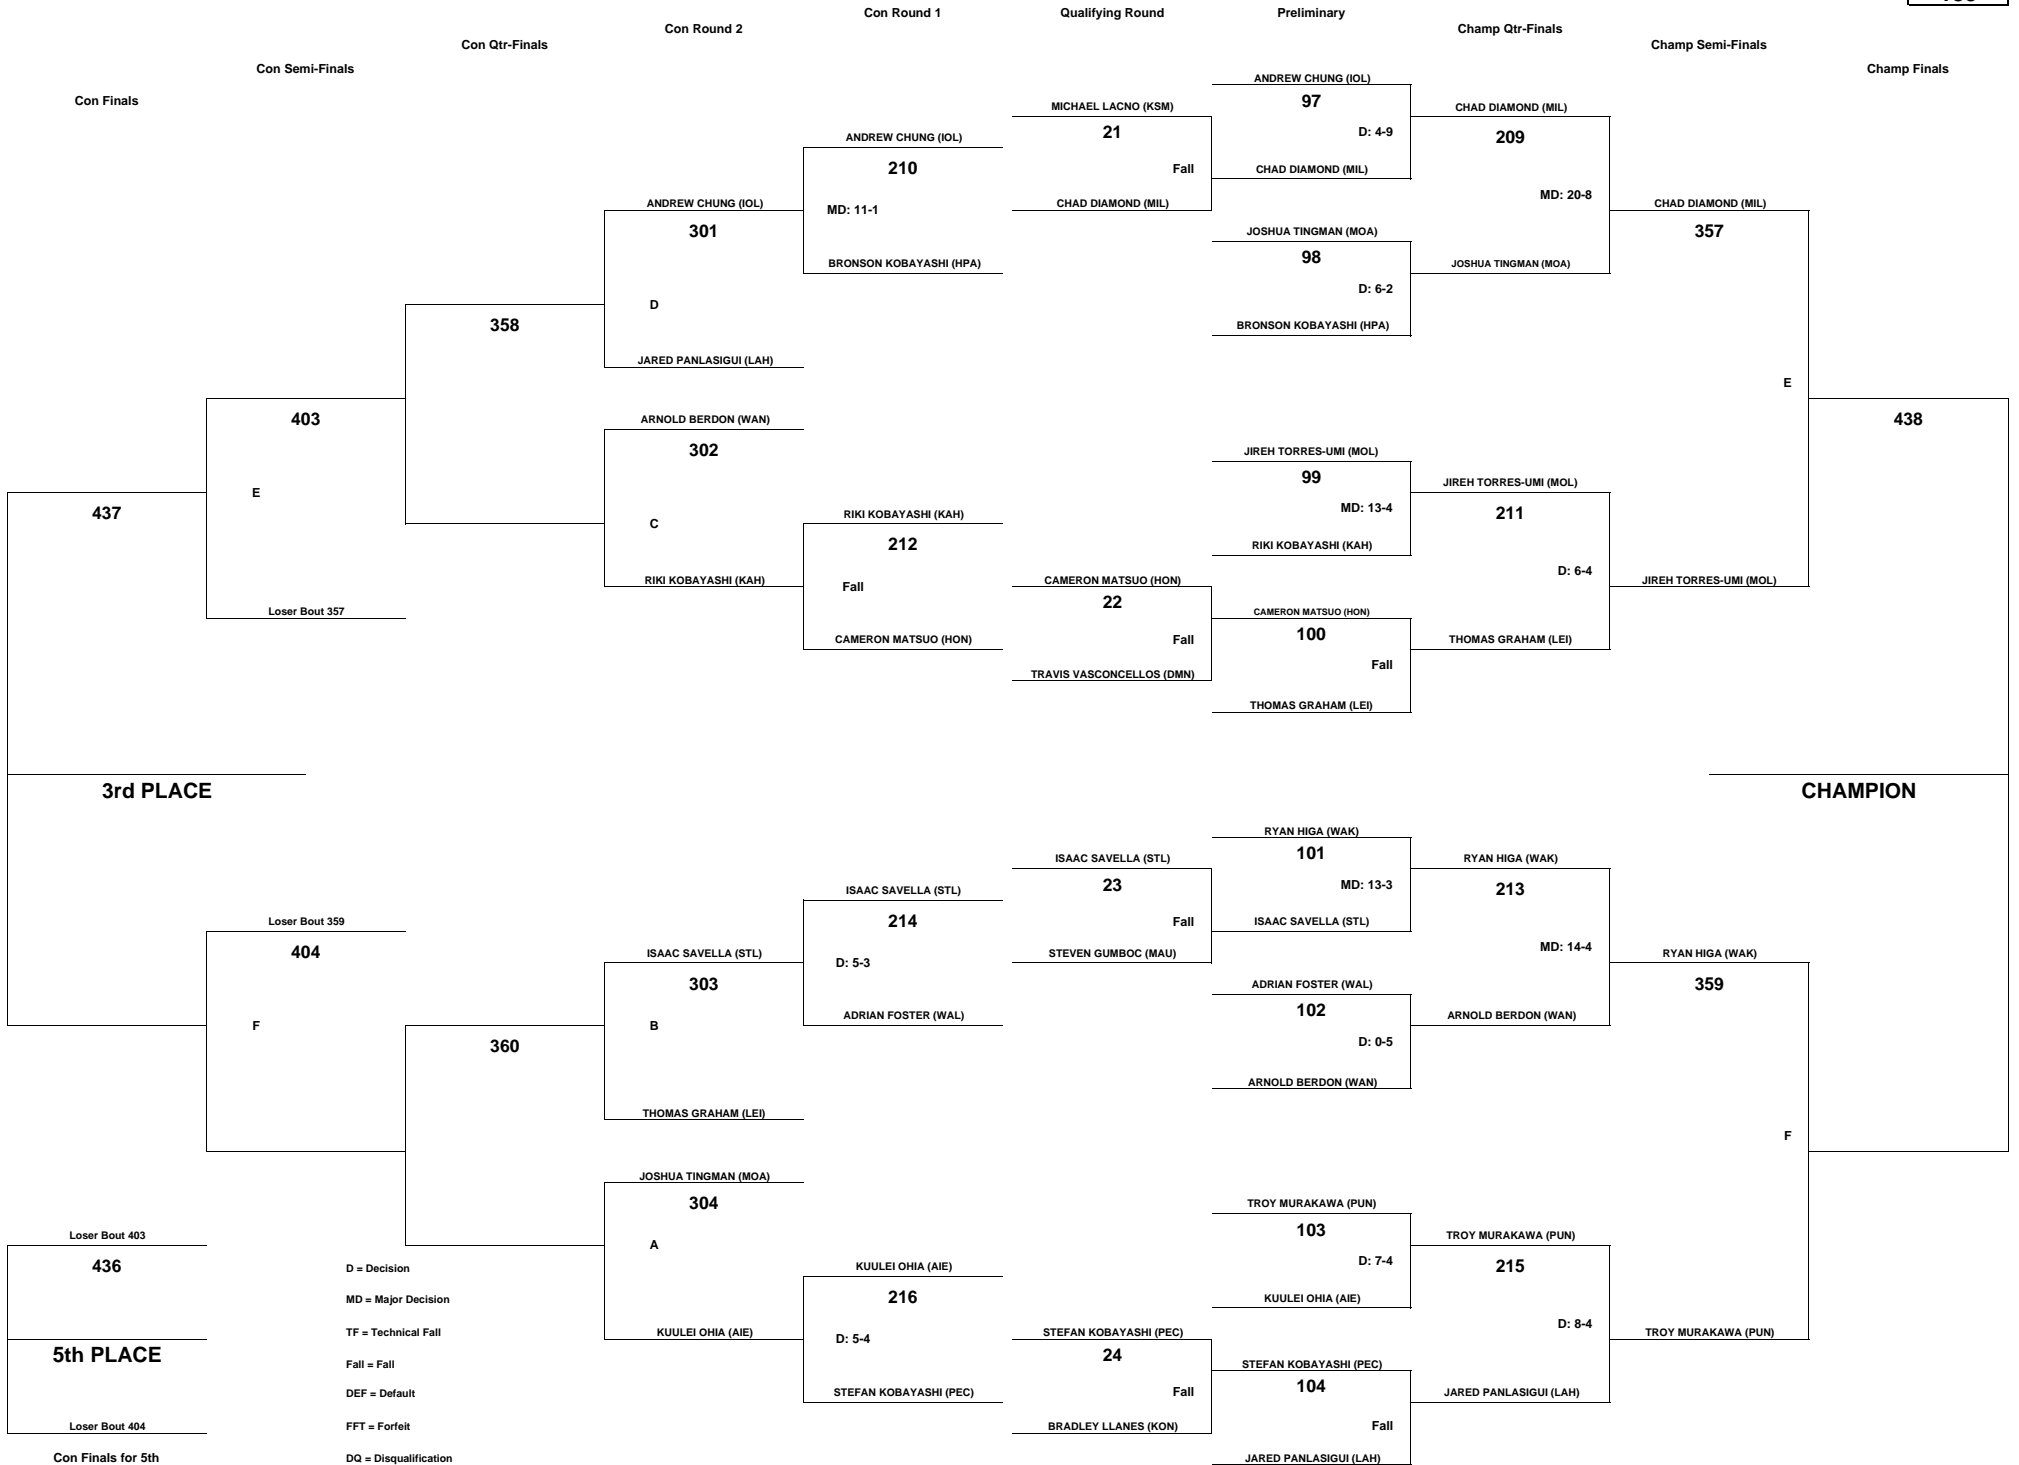 Con Round 1
Qualifying Round
Preliminary
Con Round 2
Champ Qtr-Finals
Con Qtr-Finals
Champ Semi-Finals
Con Semi-Finals
Champ Finals
Con Finals
ANDREW CHUNG (IOL)
97
MICHAEL LACNO (KSM)
CHAD DIAMOND (MIL)
21
D: 4-9
209
ANDREW CHUNG (IOL)
210
Fall
CHAD DIAMOND (MIL)
MD: 20-8
ANDREW CHUNG (IOL)
MD: 11-1
CHAD DIAMOND (MIL)
CHAD DIAMOND (MIL)
301
JOSHUA TINGMAN (MOA)
357
98
BRONSON KOBAYASHI (HPA)
JOSHUA TINGMAN (MOA)
D: 6-2
D
358
BRONSON KOBAYASHI (HPA)
JARED PANLASIGUI (LAH)
E
403
ARNOLD BERDON (WAN)
438
302
JIREH TORRES-UMI (MOL)
99
E
JIREH TORRES-UMI (MOL)
437
MD: 13-4
211
RIKI KOBAYASHI (KAH)
C
212
RIKI KOBAYASHI (KAH)
D: 6-4
RIKI KOBAYASHI (KAH)
Fall
CAMERON MATSUO (HON)
JIREH TORRES-UMI (MOL)
22
Loser Bout 357
CAMERON MATSUO (HON)
100
CAMERON MATSUO (HON)
Fall
THOMAS GRAHAM (LEI)
Fall
TRAVIS VASCONCELLOS (DMN)
THOMAS GRAHAM (LEI)
3rd PLACE
CHAMPION
RYAN HIGA (WAK)
101
ISAAC SAVELLA (STL)
RYAN HIGA (WAK)
23
MD: 13-3
213
ISAAC SAVELLA (STL)
214
Fall
ISAAC SAVELLA (STL)
Loser Bout 359
404
MD: 14-4
ISAAC SAVELLA (STL)
D: 5-3
STEVEN GUMBOC (MAU)
RYAN HIGA (WAK)
303
ADRIAN FOSTER (WAL)
359
102
F
B
ADRIAN FOSTER (WAL)
ARNOLD BERDON (WAN)
360
D: 0-5
ARNOLD BERDON (WAN)
THOMAS GRAHAM (LEI)
F
JOSHUA TINGMAN (MOA)
304
TROY MURAKAWA (PUN)
103
Loser Bout 403
A
TROY MURAKAWA (PUN)
436
D = Decision
KUULEI OHIA (AIE)
D: 7-4
215
216
MD = Major Decision
KUULEI OHIA (AIE)
D: 8-4
TF = Technical Fall
KUULEI OHIA (AIE)
D: 5-4
STEFAN KOBAYASHI (PEC)
TROY MURAKAWA (PUN)
5th PLACE
24
Fall = Fall
STEFAN KOBAYASHI (PEC)
104
DEF = Default
STEFAN KOBAYASHI (PEC)
Fall
JARED PANLASIGUI (LAH)
Loser Bout 404
FFT = Forfeit
BRADLEY LLANES (KON)
Fall
Con Finals for 5th
DQ = Disqualification
JARED PANLASIGUI (LAH)